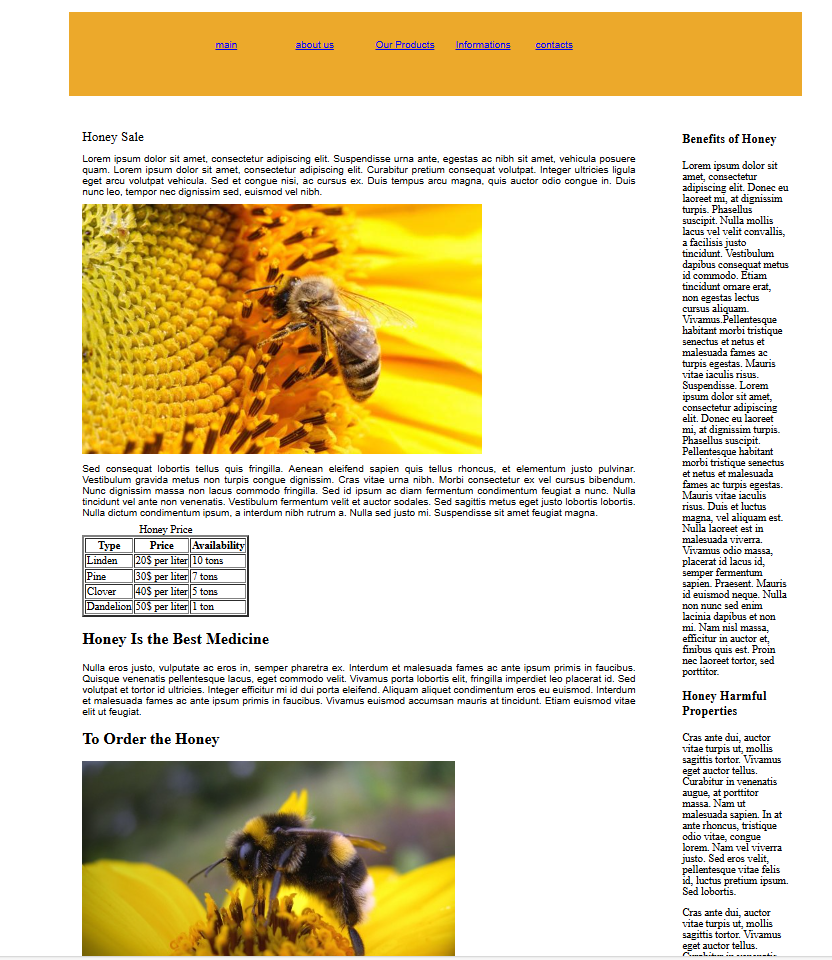 main about us Our Products Informations contacts
Honey Sale
Lorem ipsum dolor sit amet, consectetur adipiscing elit. Suspendisse urna ante, egestas ac nibh sit amet, vehicula posuere
quam. Lorem ipsum dolor sit amet, consectetur adipiscing elit. Curabitur pretium consequat volutpat. Integer ultricies ligula
eget arcu volutpat vehicula. Sed et congue nisi, ac cursus ex. Duis tempus arcu magna, quis auctor odio congue in. Duis
nunc leo, tempor nec dignissim sed, euismod vel nibh.
Sed consequat lobortis tellus quis fringilla. Aenean eleifend sapien quis tellus rhoncus, et elementum justo pulvinar.
Vestibulum gravida metus non turpis congue dignissim. Cras vitae urna nibh. Morbi consectetur ex vel cursus bibendum.
Nunc dignissim massa non lacus commodo fringilla. Sed id ipsum ac diam fermentum condimentum feugiat a nunc. Nulla
tincidunt vel ante non venenatis. Vestibulum fermentum velit et auctor sodales. Sed sagittis metus eget justo lobortis lobortis.
Nulla dictum condimentum ipsum, a interdum nibh rutrum a. Nulla sed justo mi. Suspendisse sit amet feugiat magna.
Honey Price
Type Price Availability
Linden 20$ per liter 10 tons
Pine 30$ per liter 7 tons
Clover 40$ per liter 5 tons
Dandelion 50$ per liter 1 ton
Honey Is the Best Medicine
Nulla eros justo, vulputate ac eros in, semper pharetra ex. Interdum et malesuada fames ac ante ipsum primis in faucibus.
Quisque venenatis pellentesque lacus, eget commodo velit. Vivamus porta lobortis elit, fringilla imperdiet leo placerat id. Sed
volutpat et tortor id ultricies. Integer efficitur mi id dui porta eleifend. Aliquam aliquet condimentum eros eu euismod. Interdum
et malesuada fames ac ante ipsum primis in faucibus. Vivamus euismod accumsan mauris at tincidunt. Etiam euismod vitae
elit ut feugiat.
To Order the Honey
Benefits of Honey
Lorem ipsum dolor sit
amet, consectetur
adipiscing elit. Donec eu
laoreet mi, at dignissim
turpis. Phasellus
suscipit. Nulla mollis
lacus vel velit convallis,
a facilisis justo
tincidunt. Vestibulum
dapibus consequat metus
id commodo. Etiam
tincidunt ornare erat,
non egestas lectus
cursus aliquam.
Vivamus.Pellentesque
habitant morbi tristique
senectus et netus et
malesuada fames ac
turpis egestas. Mauris
vitae iaculis risus.
Suspendisse. Lorem
ipsum dolor sit amet,
consectetur adipiscing
elit. Donec eu laoreet
mi, at dignissim turpis.
Phasellus suscipit.
Pellentesque habitant
morbi tristique senectus
et netus et malesuada
fames ac turpis egestas.
Mauris vitae iaculis
risus. Duis et luctus
magna, vel aliquam est.
Nulla laoreet est in
malesuada viverra.
Vivamus odio massa,
placerat id lacus id,
semper fermentum
sapien. Praesent. Mauris
id euismod neque. Nulla
non nunc sed enim
lacinia dapibus et non
mi. Nam nisl massa,
efficitur in auctor et,
finibus quis est. Proin
nec laoreet tortor, sed
porttitor.
Honey Harmful
Properties
Cras ante dui, auctor
vitae turpis ut, mollis
sagittis tortor. Vivamus
eget auctor tellus.
Curabitur in venenatis
augue, at porttitor
massa. Nam ut
malesuada sapien. In at
ante rhoncus, tristique
odio vitae, congue
lorem. Nam vel viverra
justo. Sed eros velit,
pellentesque vitae felis
id, luctus pretium ipsum.
Sed lobortis.
Cras ante dui, auctor
vitae turpis ut, mollis
sagittis tortor. Vivamus
eget auctor tellus.